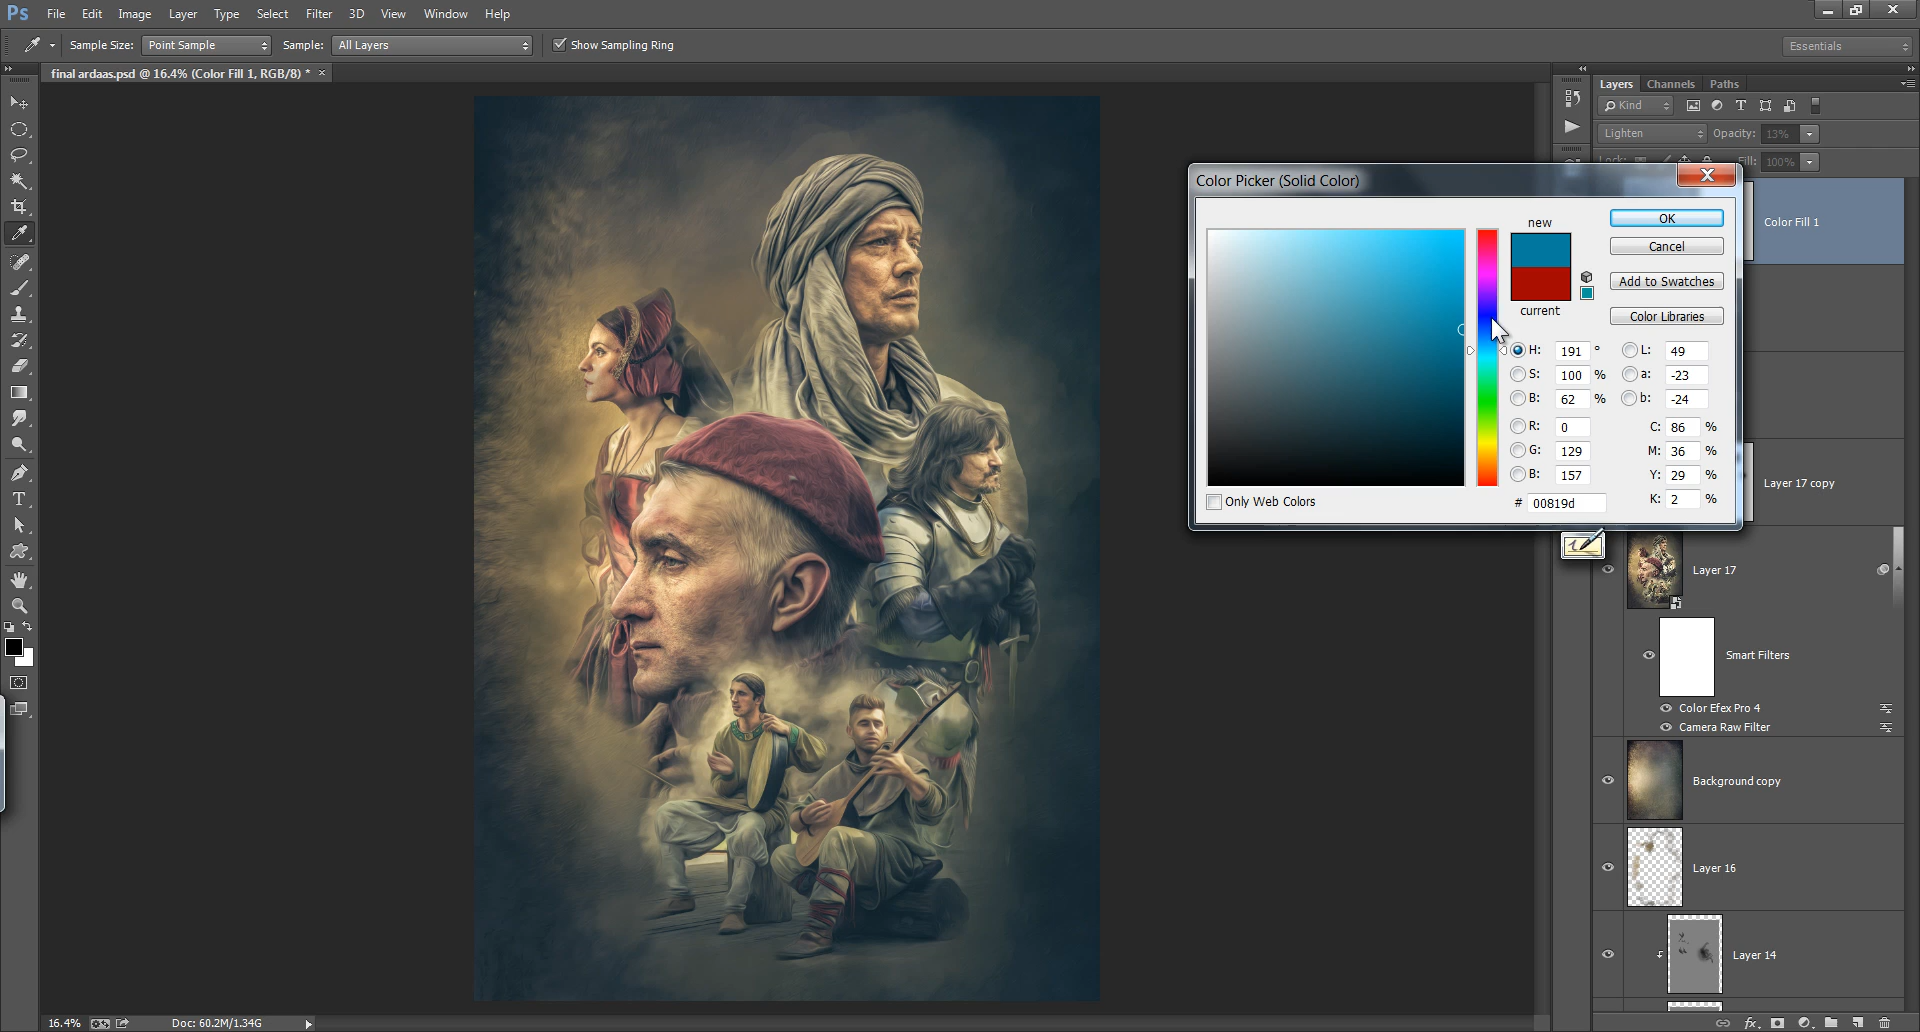 Ps File Edit Image Layer Type Select Filter 3D View Window Help
Sample Size: Point Sample Sample: All Layers Show Sampling Ring Essentials
final ardaas.psd @ 16.4% (Color Fill 1, RGB/8) * ×
Layers Channels Paths
Kind
Lighten Opacity: 13%
Lock: Fill: 100%
Color Picker (Solid Color)
new
current
OK
Cancel
Add to Swatches
Color Libraries
H: 191 °
S: 100 %
B: 62 %
R: 0
G: 129
B: 157
# 00819d
L: 49
a: -23
b: -24
C: 86 %
M: 36 %
Y: 29 %
K: 2 %
Only Web Colors
Color Fill 1
Layer 17 copy
Layer 17
Smart Filters
Color Efex Pro 4
Camera Raw Filter
Background copy
Layer 16
Layer 14
T
16.4% Doc: 60.2M/1.34G
fx